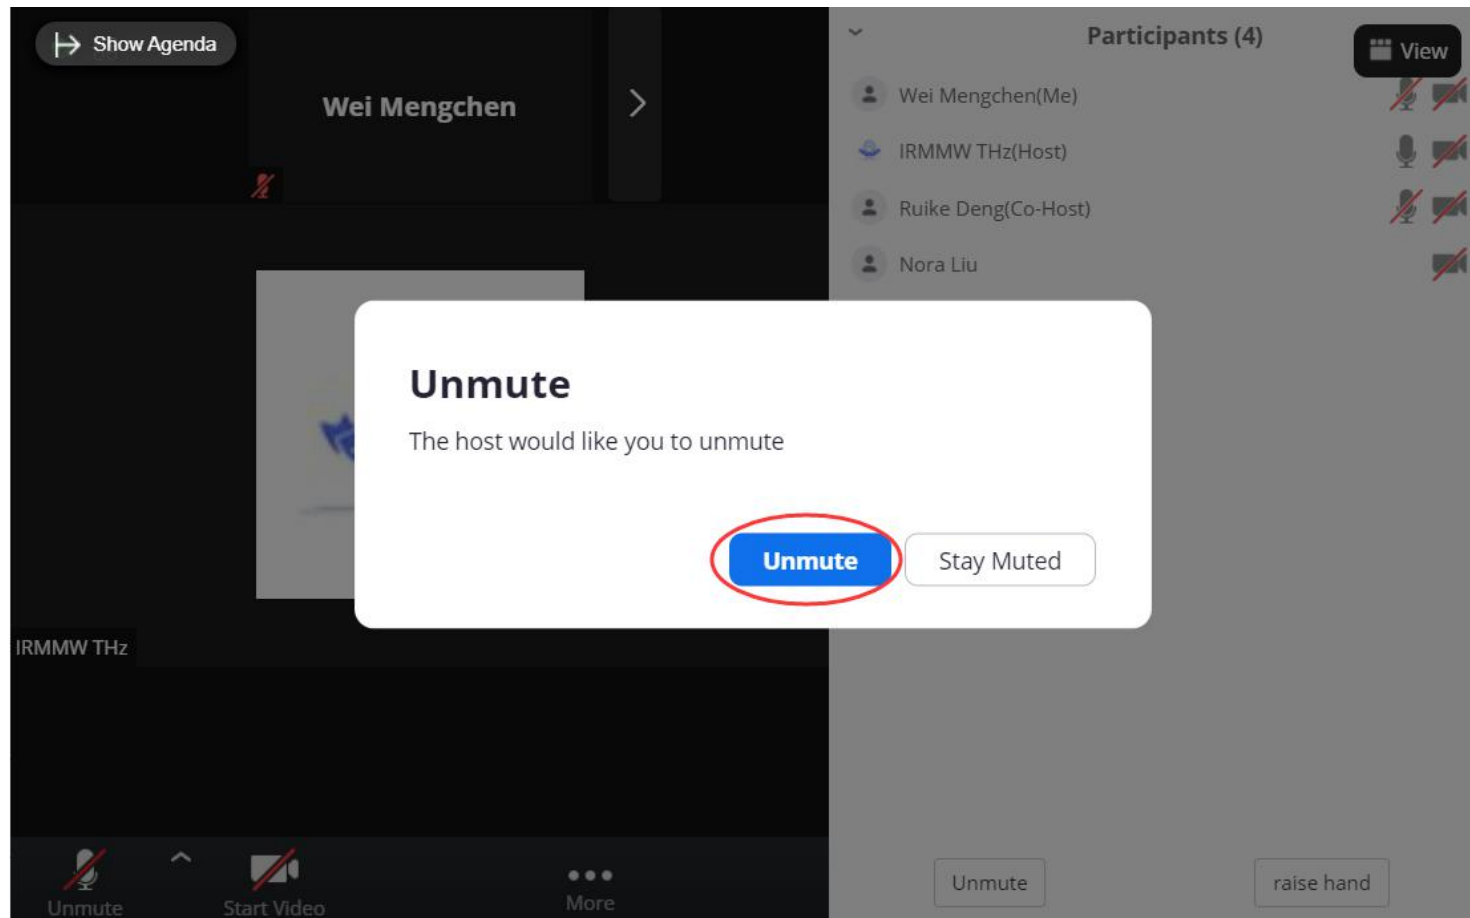 Show Agenda
Wei Mengchen
IRMMW THz
Unmute
Start Video
More
Participants (4)
View
Wei Mengchen(Me)
IRMMW THz(Host)
Ruike Deng(Co-Host)
Nora Liu
Unmute
raise hand
Unmute
The host would like you to unmute
Unmute
Stay Muted